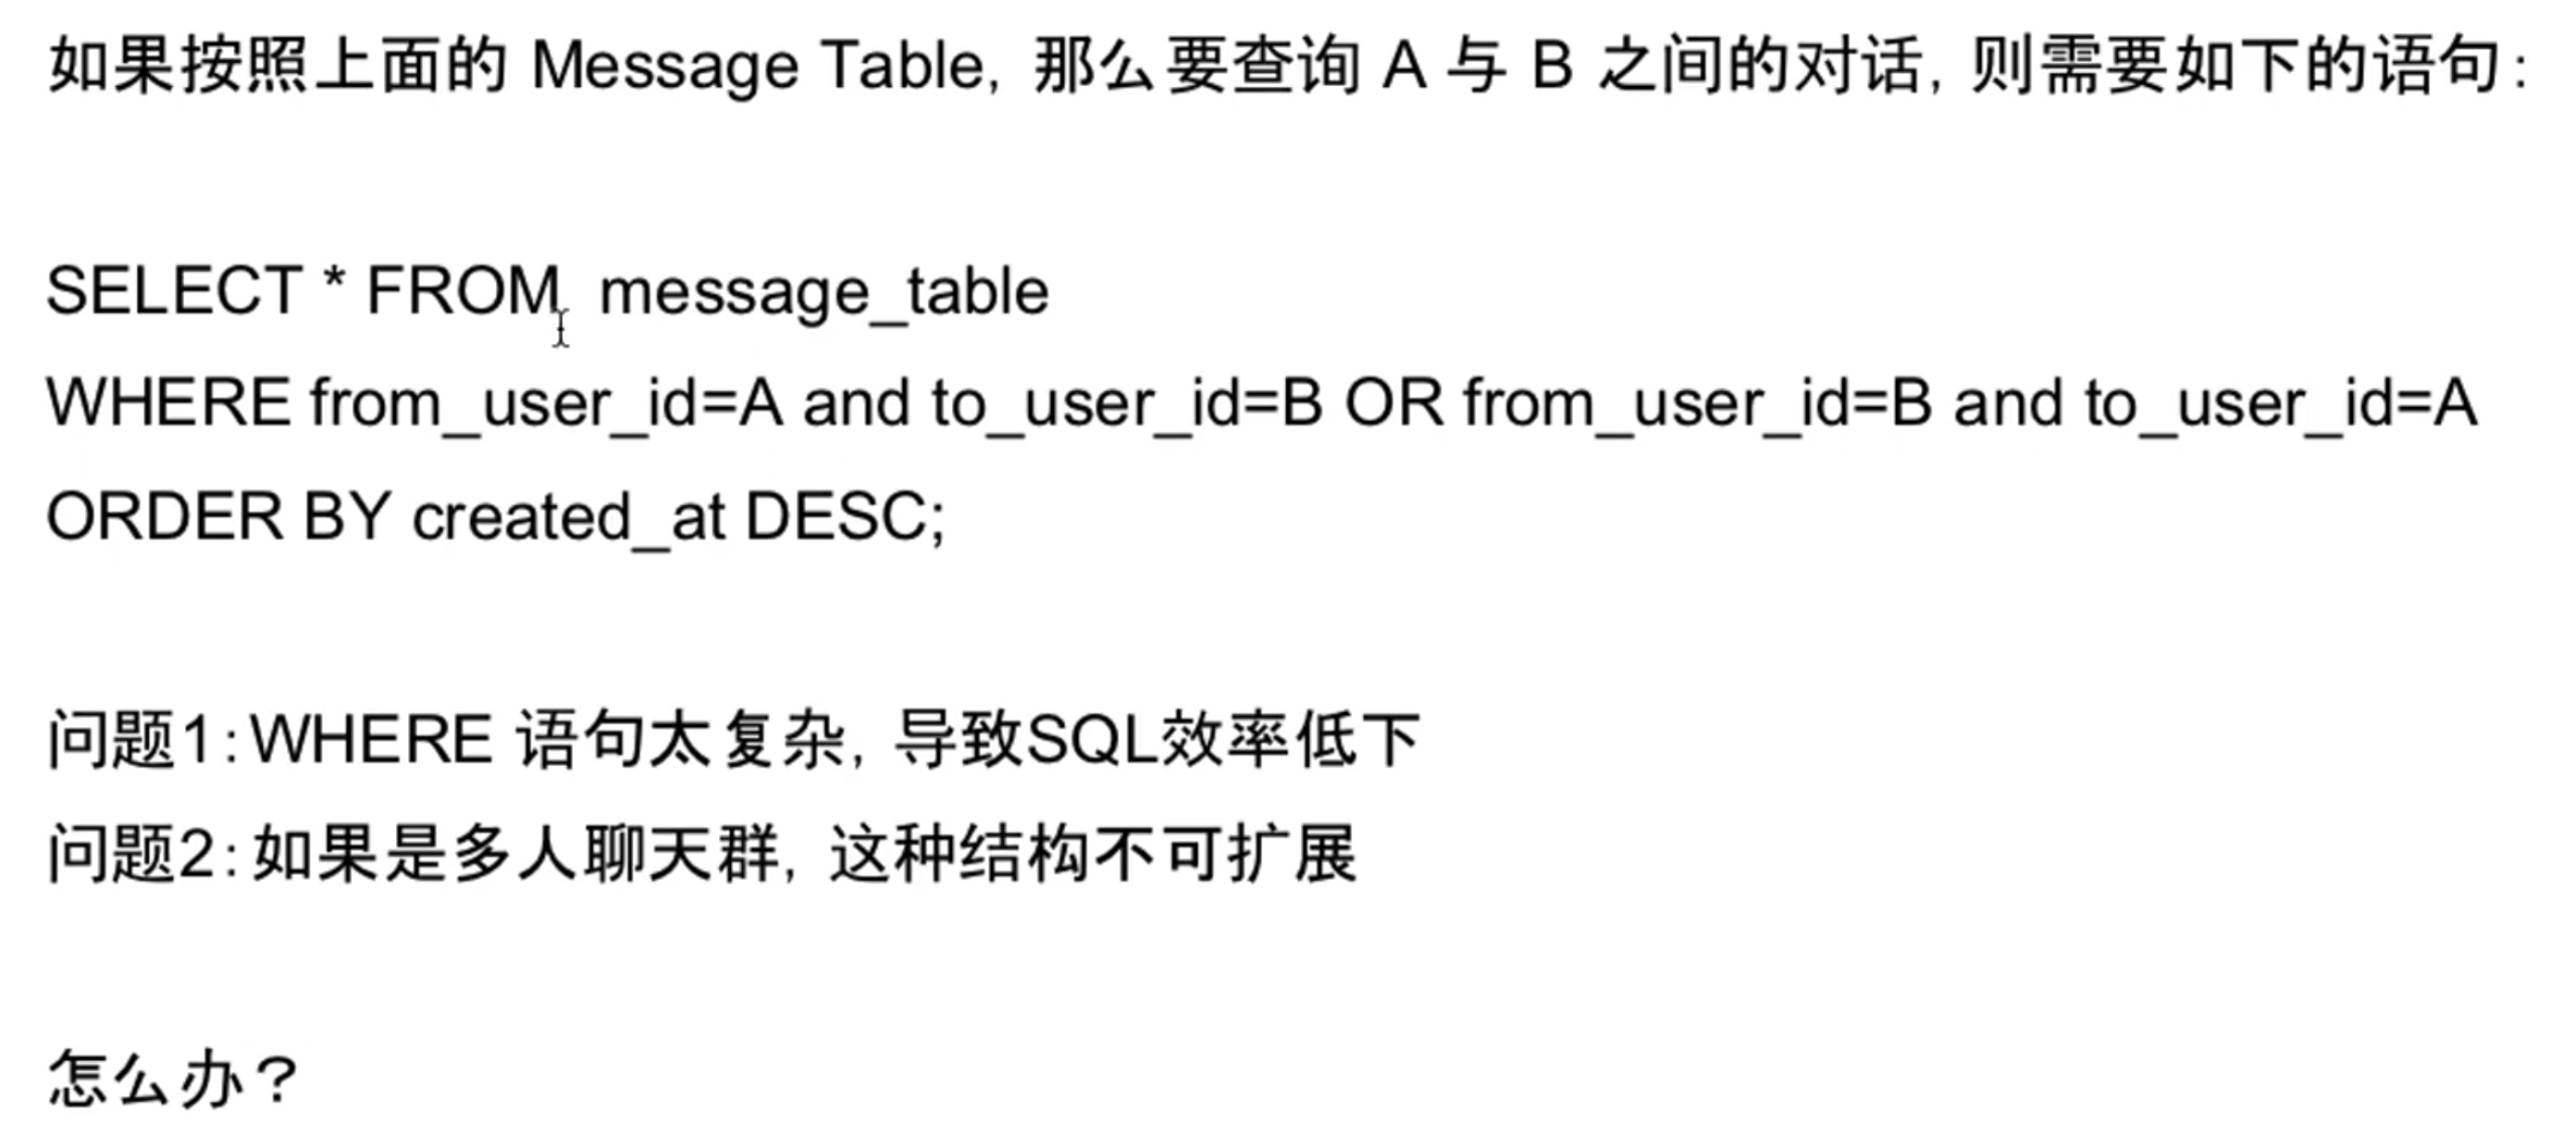 如果按照上面的 Message Table, 那么要查询 A 与 B 之间的对话, 则需要如下的语句:
SELECT * FROM message_table
WHERE from_user_id=A and to_user_id=B OR from_user_id=B and to_user_id=A
ORDER BY created_at DESC;
问题1:WHERE 语句太复杂, 导致SQL效率低下
问题2:如果是多人聊天群, 这种结构不可扩展
怎么办？